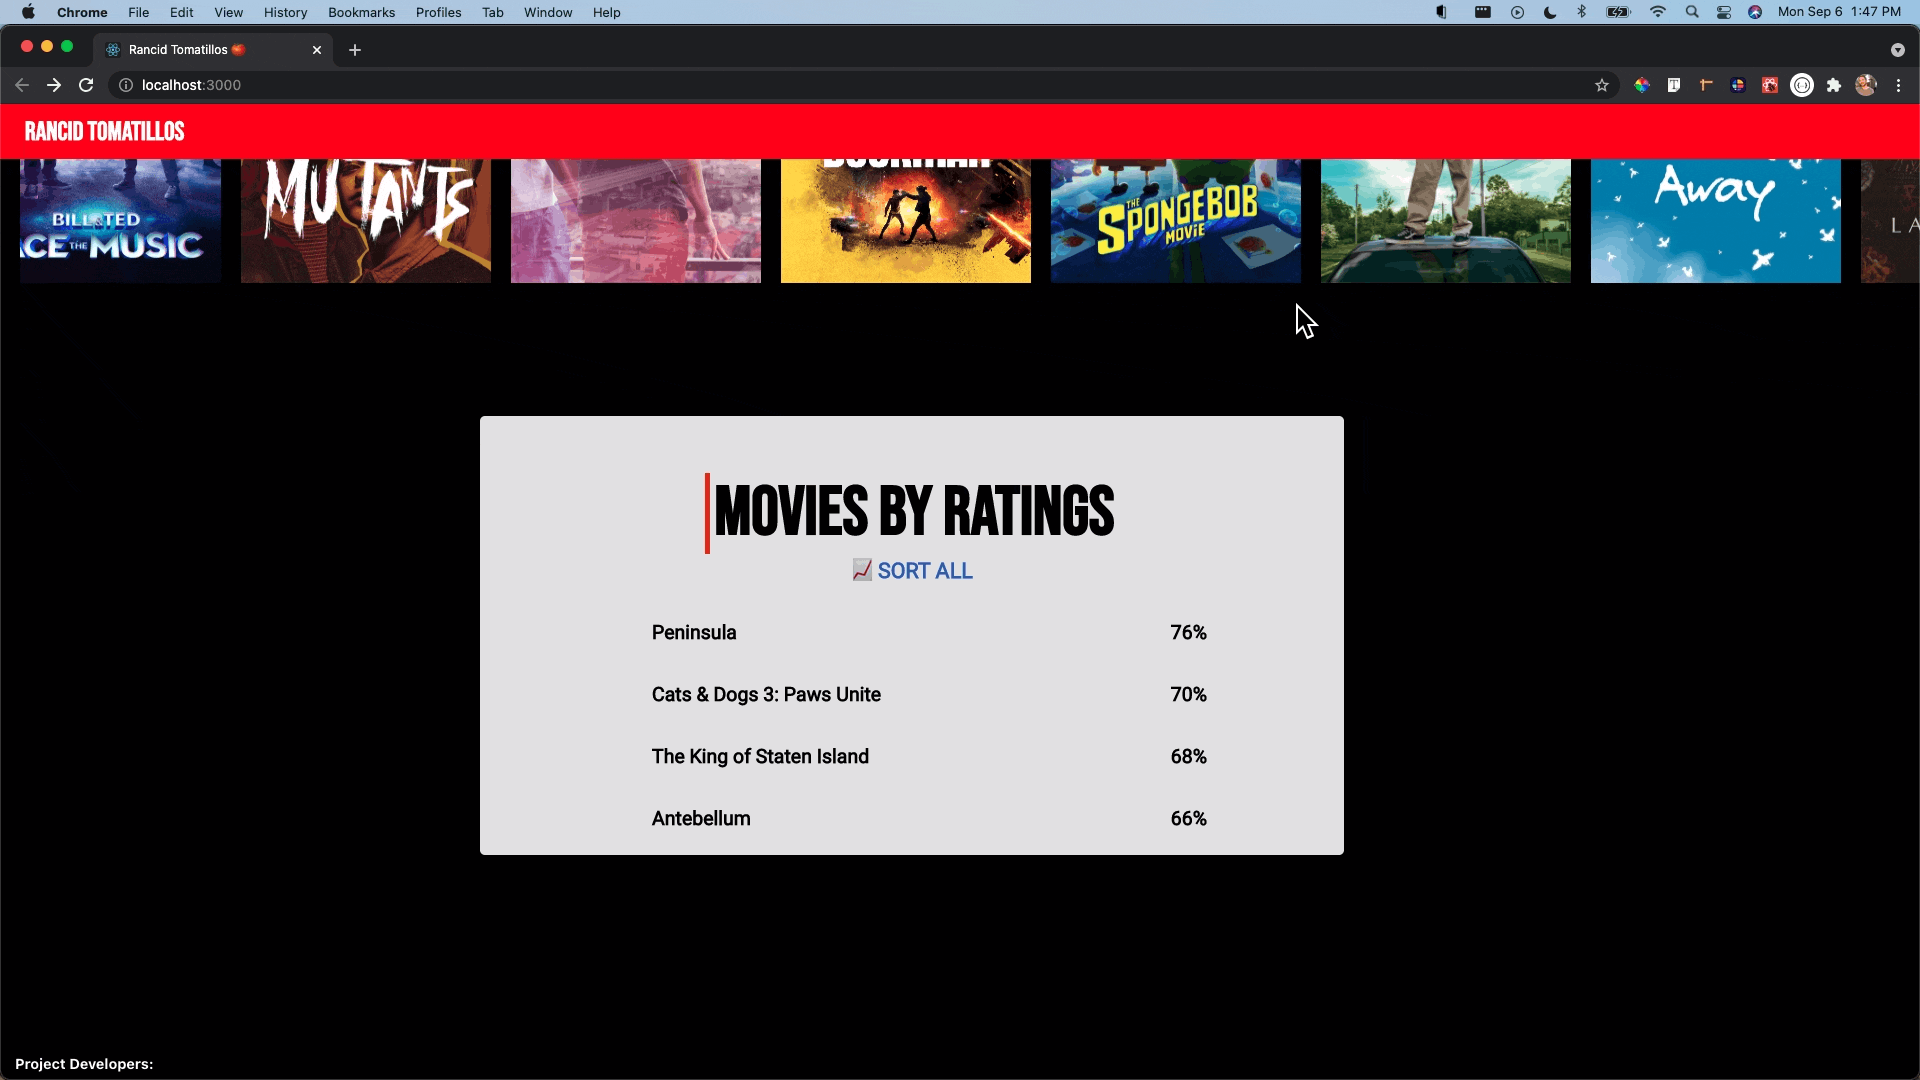 Chrome File Edit View History Bookmarks Profiles Tab Window Help Mon Sep 6 1:47 PM
Rancid Tomatillos
localhost:3000
RANCID TOMATILLOS
BILL & TED
THE MUSIC
MUTANTS
THE SPONGEBOB MOVIE
Away
MOVIES BY RATINGS
SORT ALL
Peninsula 76%
Cats & Dogs 3: Paws Unite 70%
The King of Staten Island 68%
Antebellum 66%
Project Developers: